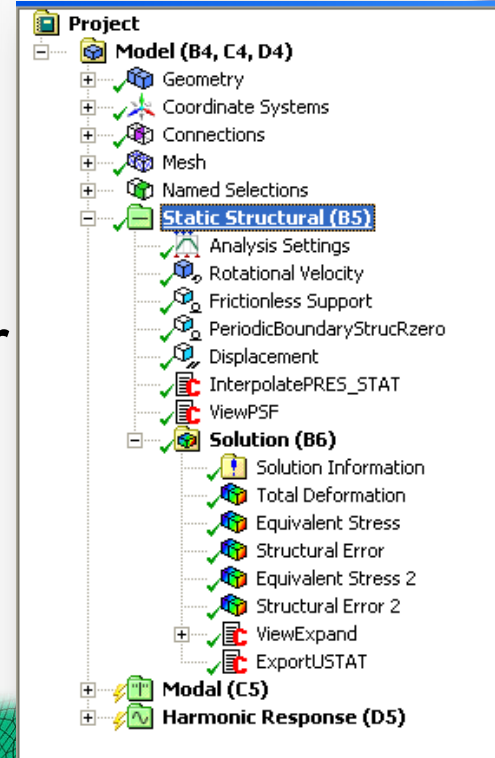 Project
Model (B4, C4, D4)
Geometry
Coordinate Systems
Connections
Mesh
Named Selections
Static Structural (B5)
Analysis Settings
Rotational Velocity
Frictionless Support
PeriodicBoundaryStrucRzero
Displacement
InterpolatePRES_STAT
ViewPSF
Solution (B6)
Solution Information
Total Deformation
Equivalent Stress
Structural Error
Equivalent Stress 2
Structural Error 2
ViewExpand
ExportUSTAT
Modal (C5)
Harmonic Response (D5)